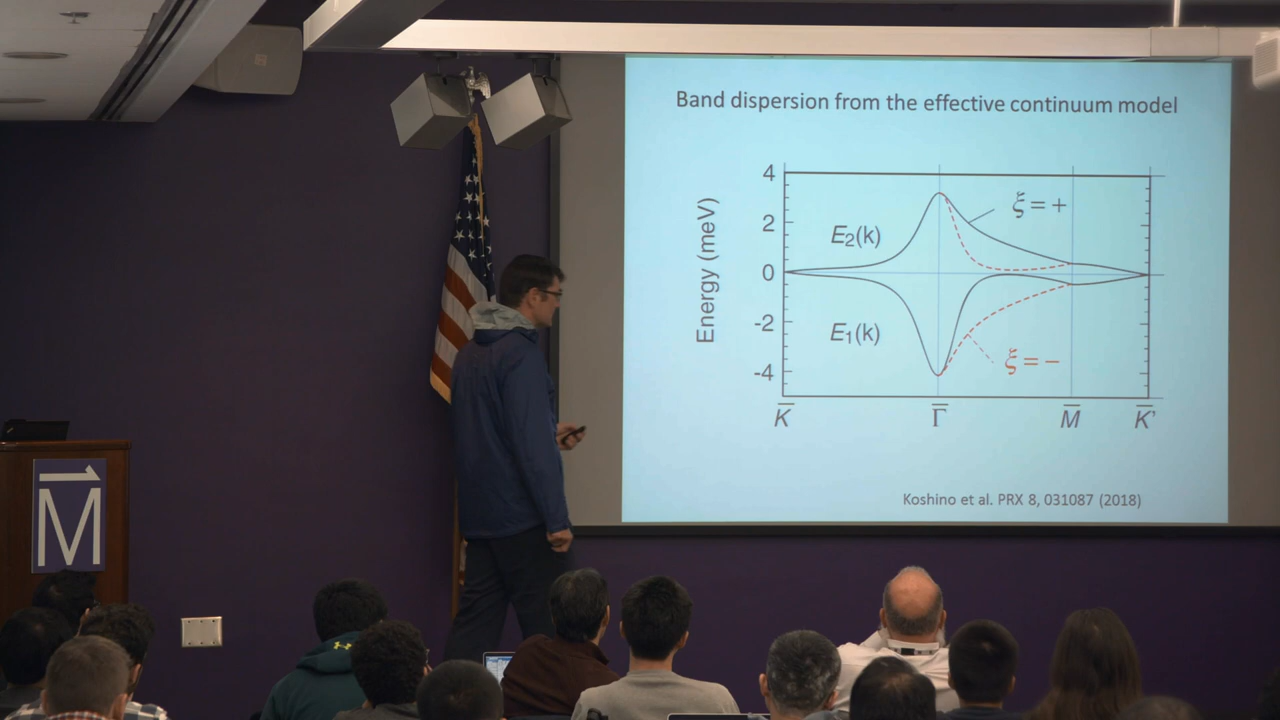 Band dispersion from the effective continuum model
4
2
0
-2
-4
Energy (meV)
E₂(k)
ξ = +
E₁(k)
ξ = −
K̅ Γ̅ M̅ K̅'
Koshino et al. PRX 8, 031087 (2018)
M⃗